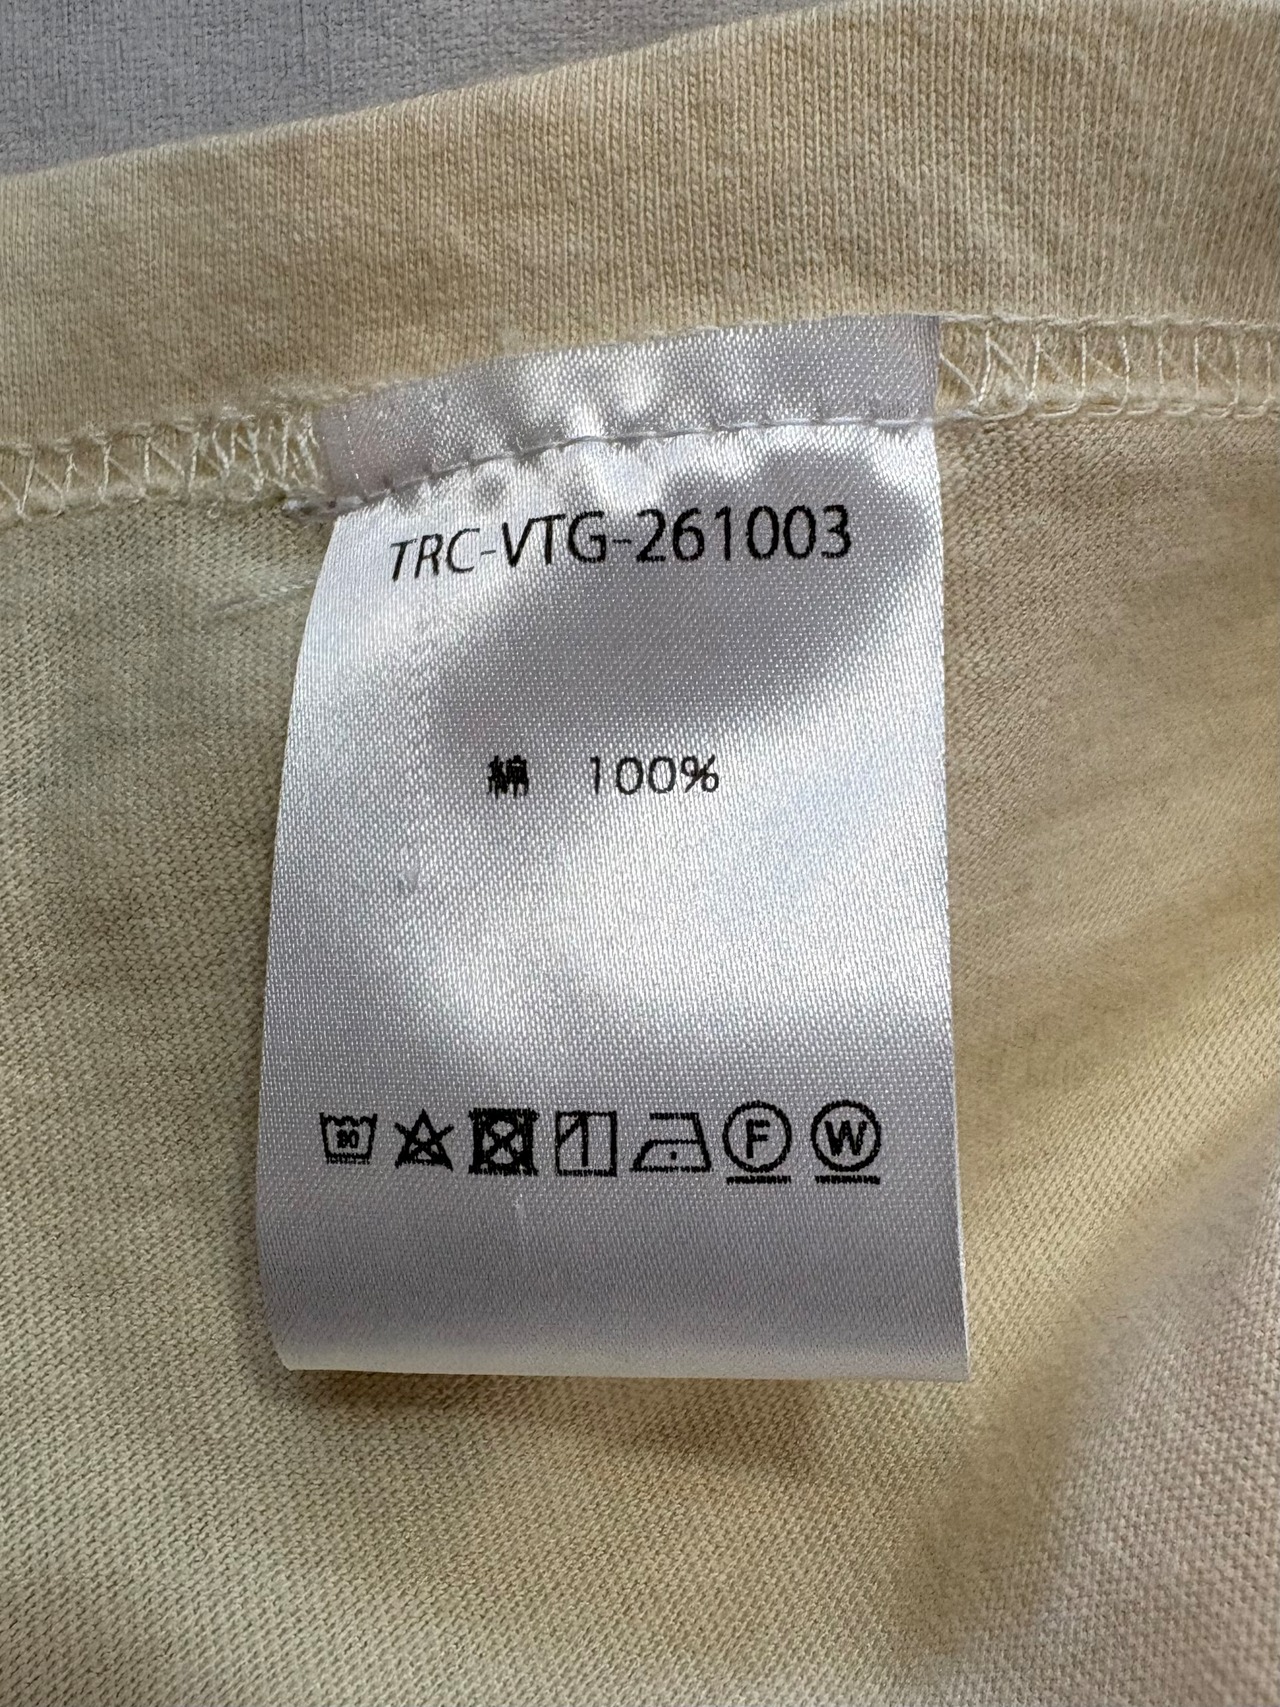 TRC-VTG-261003
綿 100%
F W